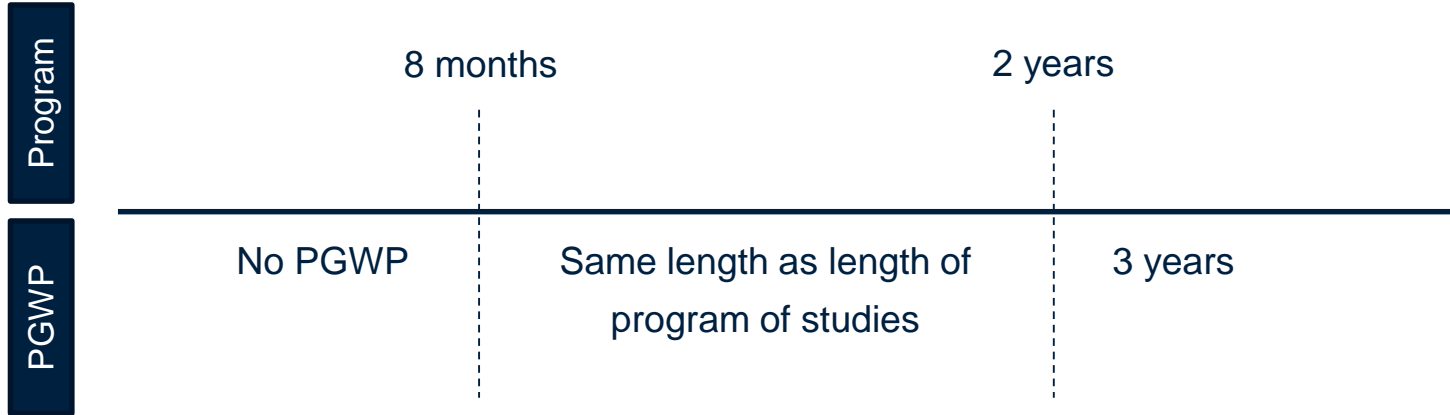 Program
8 months
2 years
PGWP
No PGWP
Same length as length of
program of studies
3 years